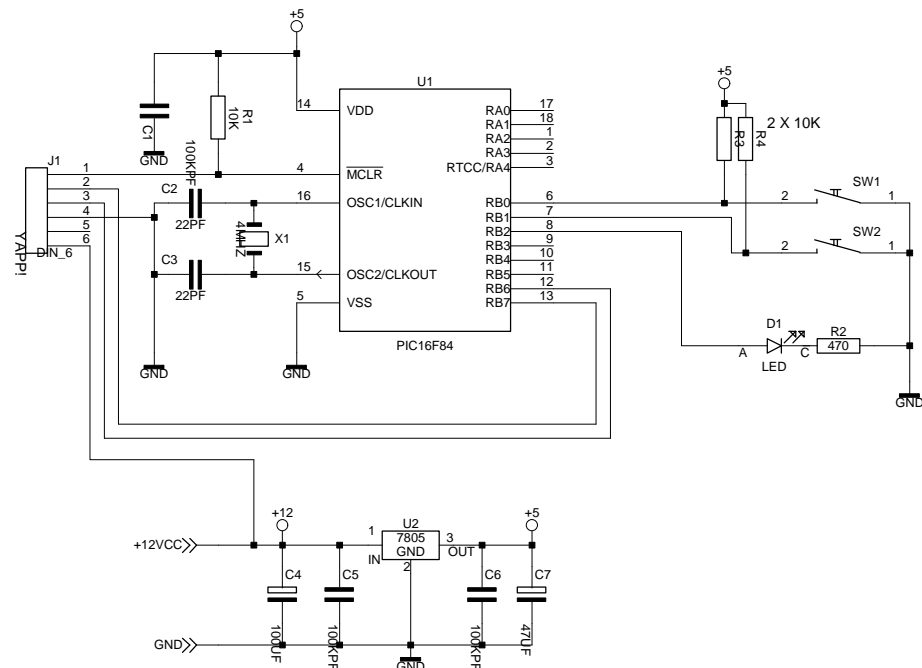 +5
U1
14
VDD
RA0
17
RA1
18
RA2
1
RA3
2
RTCC/RA4
3
4
MCLR
16
OSC1/CLKIN
RB0
6
RB1
7
RB2
8
RB3
9
RB4
10
15
OSC2/CLKOUT
RB5
11
RB6
12
5
VSS
RB7
13
PIC16F84
C1
GND
R1
10K
100KPF
J1
1
2
3
4
5
6
DIN_6
YAPP!
C2
22PF
4MHZ
X1
C3
22PF
GND
GND
+5
R3
R4
2 X 10K
2
SW1
1
2
SW2
1
D1
A
C
LED
R2
470
GND
+12
+5
+12VCC
1
IN
U2
7805
GND
2
3
OUT
C4
100UF
C5
100KPF
C6
100KPF
C7
47UF
GND
GND